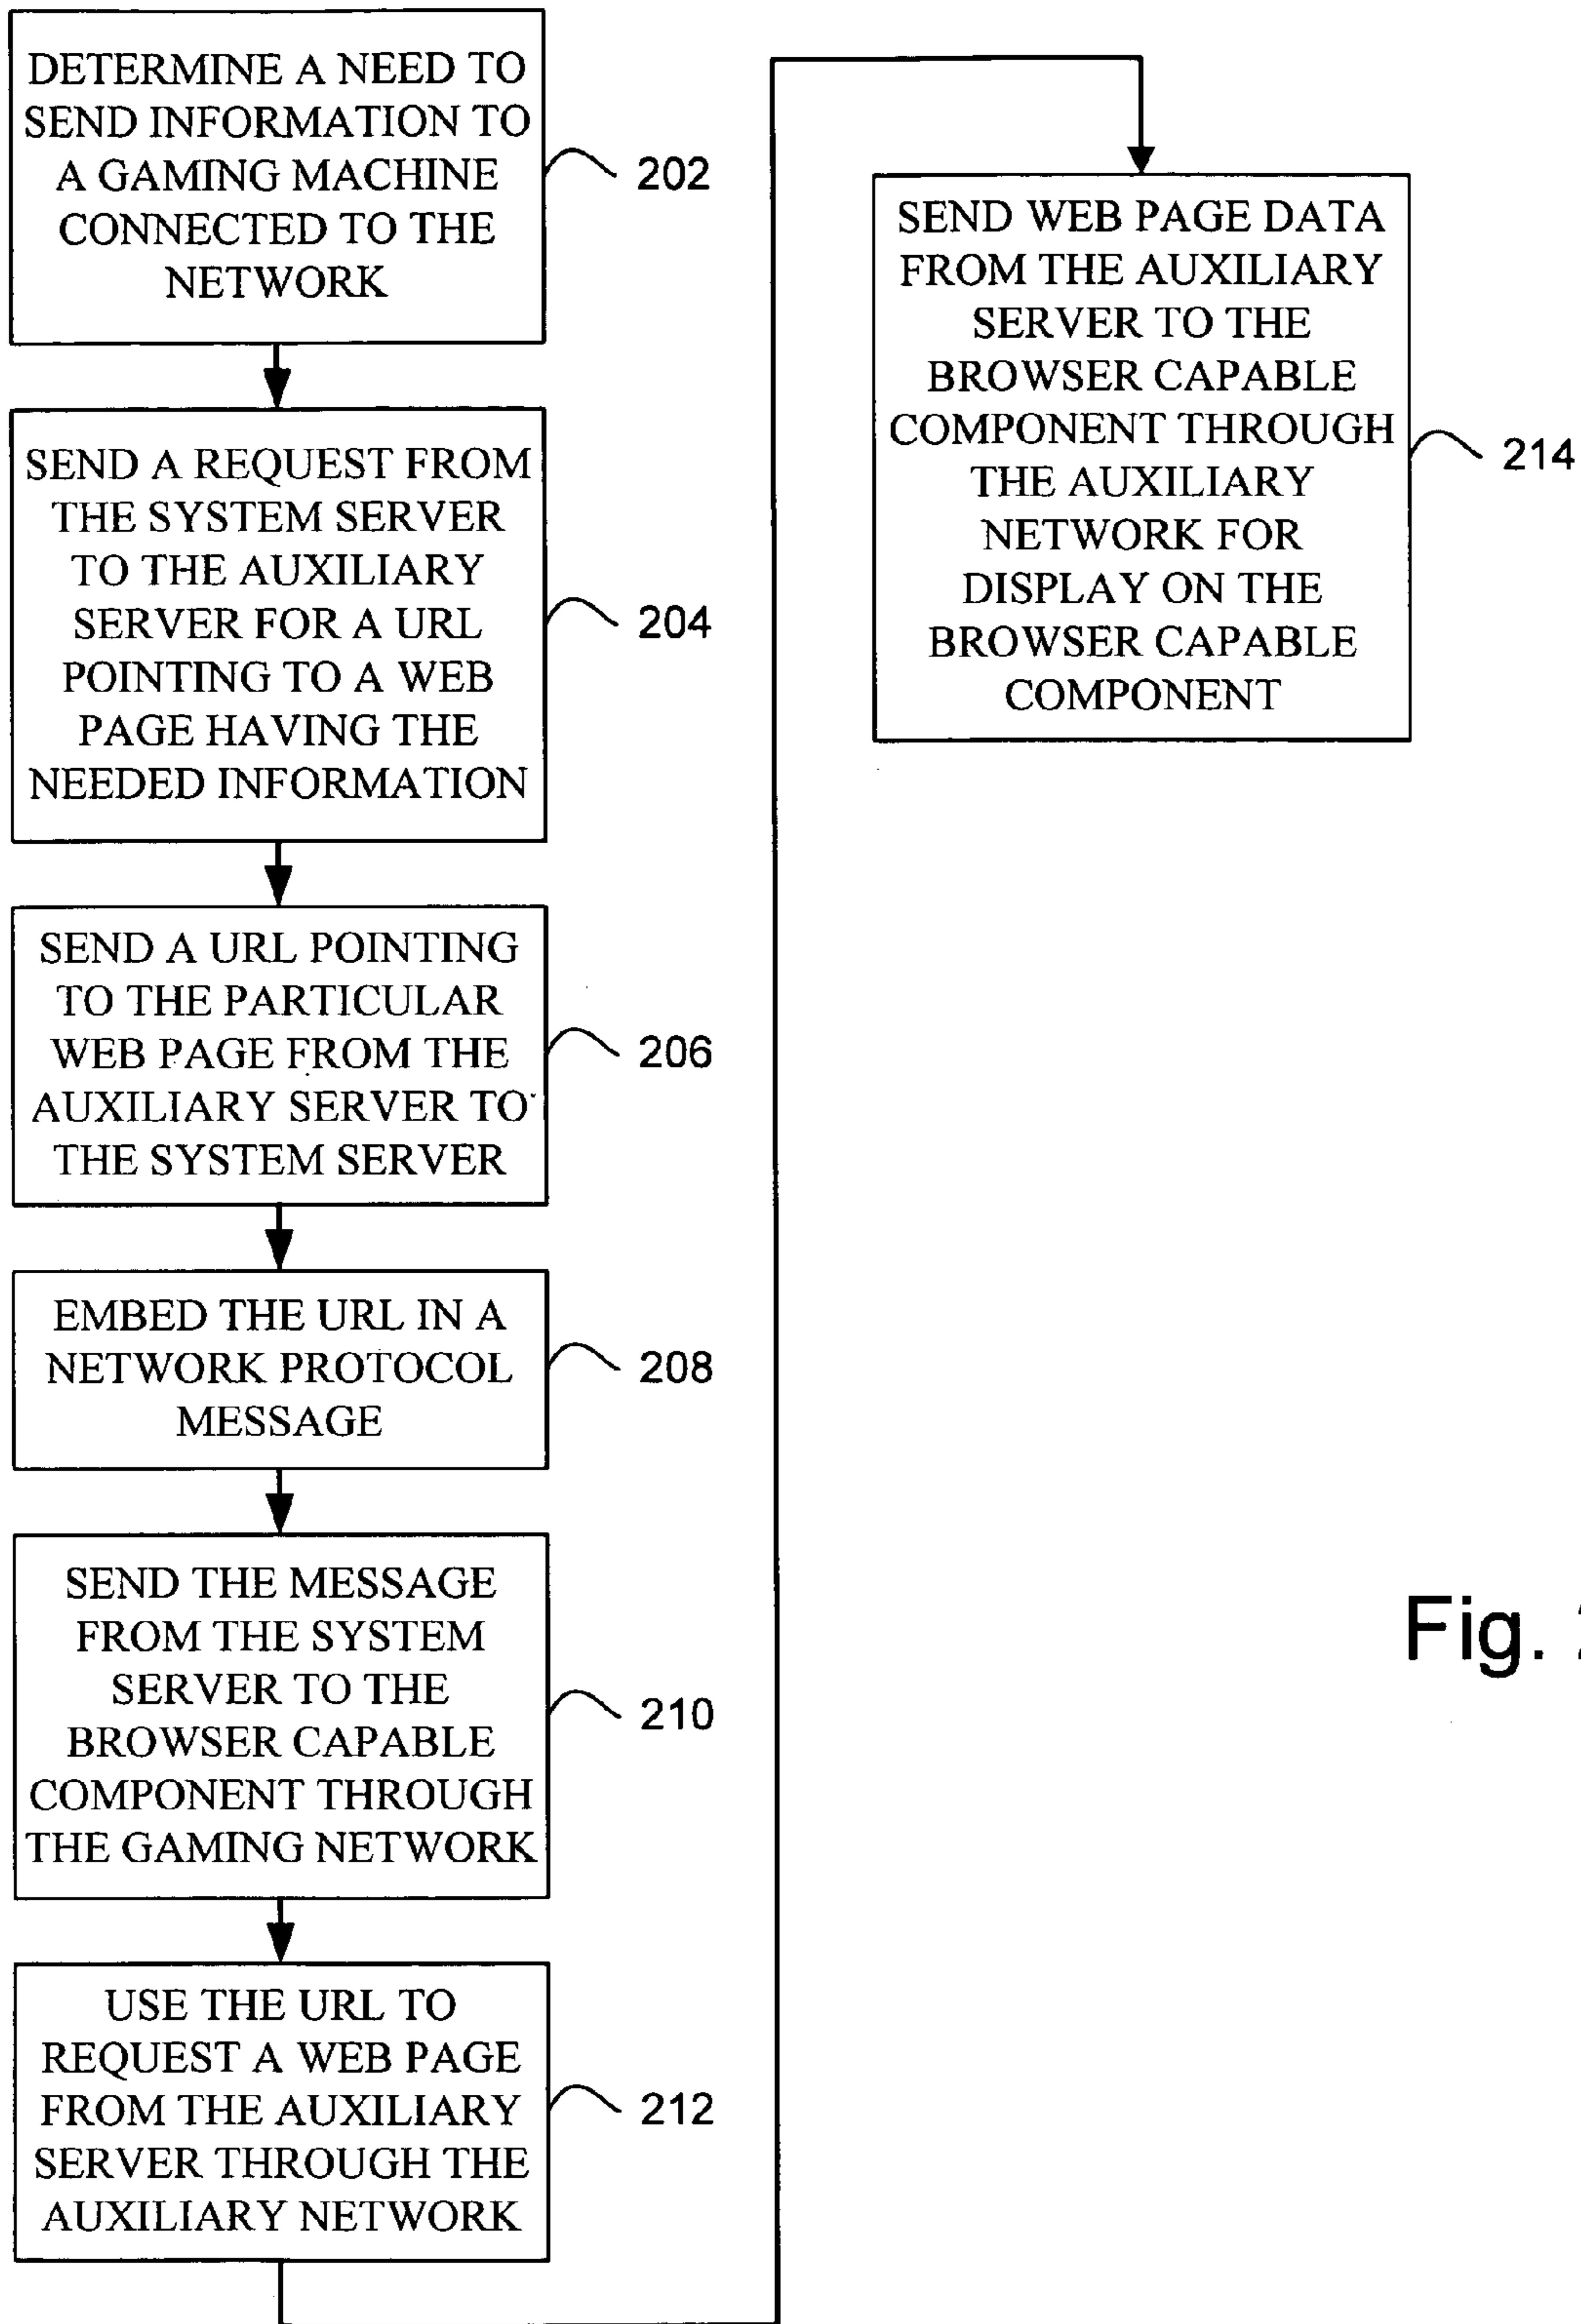 DETERMINE A NEED TO
SEND INFORMATION TO
A GAMING MACHINE
CONNECTED TO THE
NETWORK
202
SEND A REQUEST FROM
THE SYSTEM SERVER
TO THE AUXILIARY
SERVER FOR A URL
POINTING TO A WEB
PAGE HAVING THE
NEEDED INFORMATION
204
SEND A URL POINTING
TO THE PARTICULAR
WEB PAGE FROM THE
AUXILIARY SERVER TO
THE SYSTEM SERVER
206
EMBED THE URL IN A
NETWORK PROTOCOL
MESSAGE
208
SEND THE MESSAGE
FROM THE SYSTEM
SERVER TO THE
BROWSER CAPABLE
COMPONENT THROUGH
THE GAMING NETWORK
210
USE THE URL TO
REQUEST A WEB PAGE
FROM THE AUXILIARY
SERVER THROUGH THE
AUXILIARY NETWORK
212
SEND WEB PAGE DATA
FROM THE AUXILIARY
SERVER TO THE
BROWSER CAPABLE
COMPONENT THROUGH
THE AUXILIARY
NETWORK FOR
DISPLAY ON THE
BROWSER CAPABLE
COMPONENT
214
Fig.